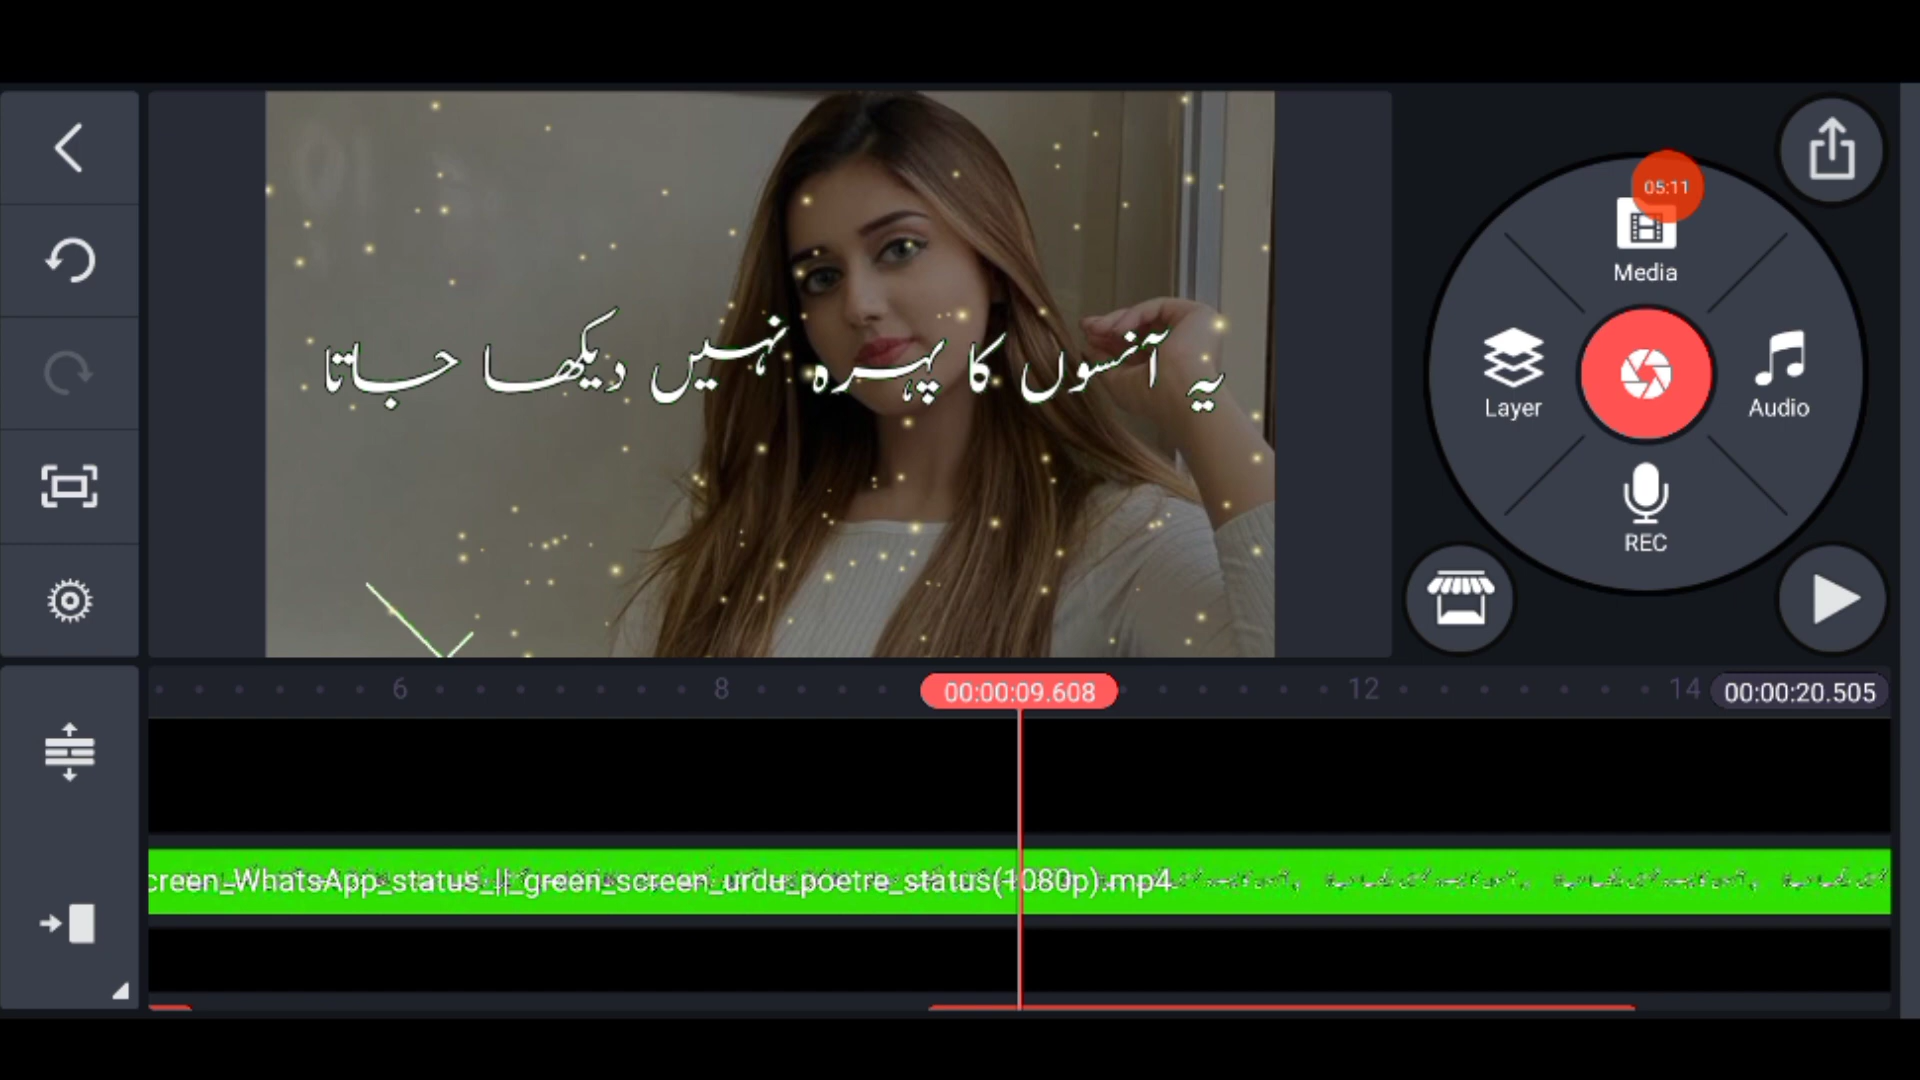 05:11
Media
یہ آنسوں کا پہرہ نہیں دیکھا جاتا
Layer
Audio
REC
6
8
00:00:09.608
12
14
00:00:20.505
creen_WhatsApp_status_||_green_screen_urdu_poetre_status(1080p).mp4